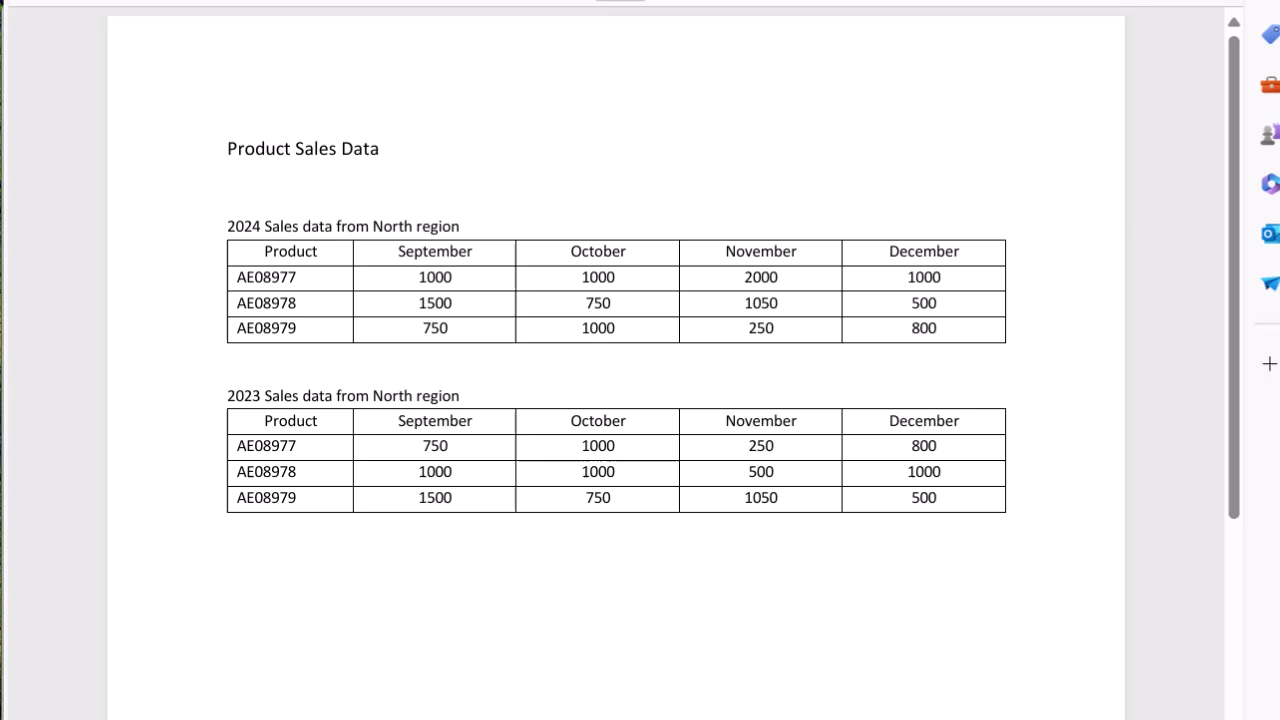 Product Sales Data
2024 Sales data from North region
Product September October November December
AE08977 1000 1000 2000 1000
AE08978 1500 750 1050 500
AE08979 750 1000 250 800
2023 Sales data from North region
Product September October November December
AE08977 750 1000 250 800
AE08978 1000 1000 500 1000
AE08979 1500 750 1050 500